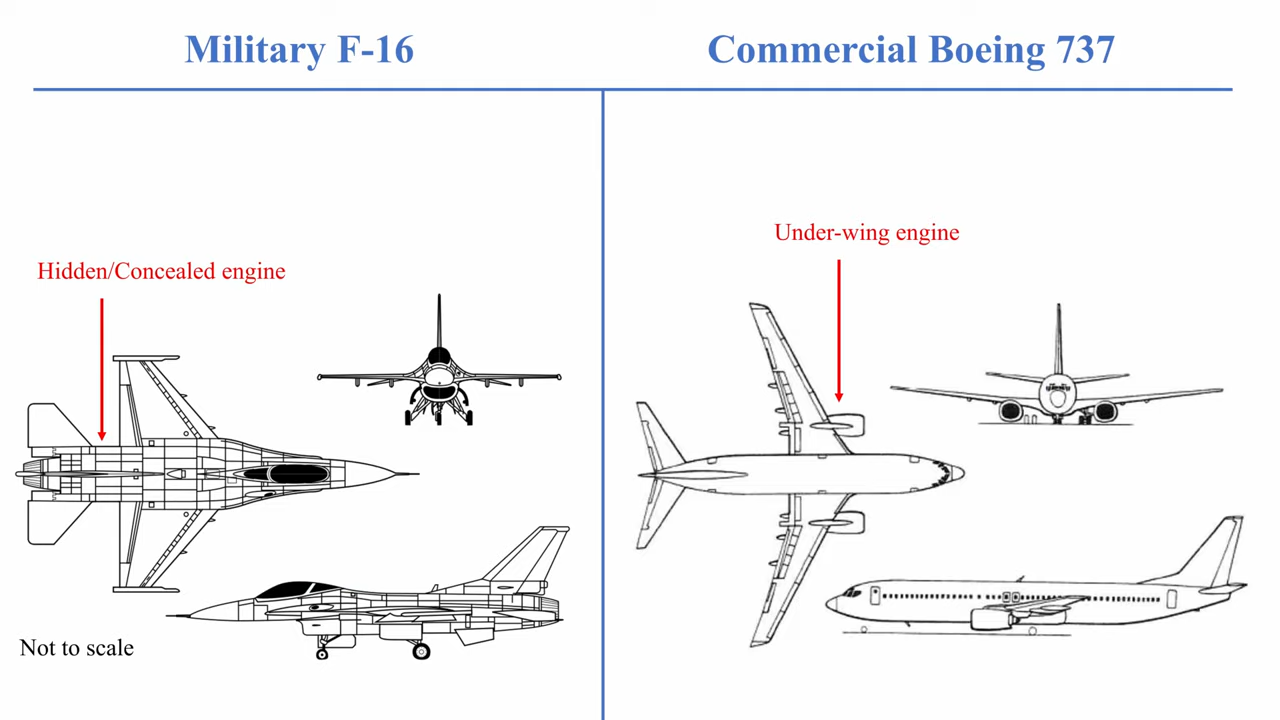 Military F-16
Commercial Boeing 737
Under-wing engine
Hidden/Concealed engine
Not to scale